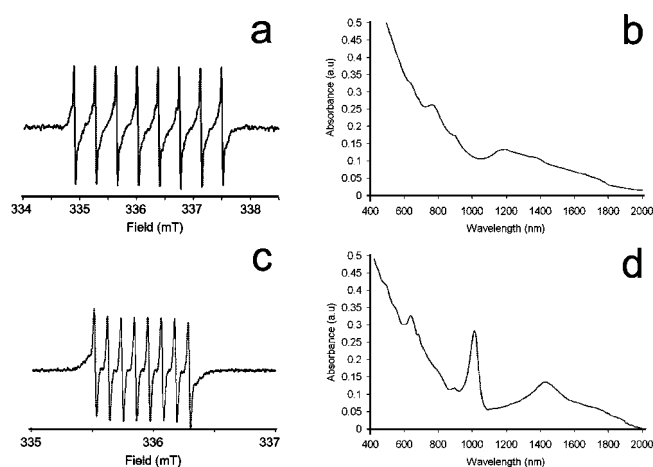 a
334 335 336 337 338
Field (mT)
b
0.5
0.45
0.4
0.35
0.3
0.25
0.2
0.15
0.1
0.05
0
Absorbance (a.u)
400 600 800 1000 1200 1400 1600 1800 2000
Wavelength (nm)
c
335 336 337
Field (mT)
d
0.5
0.45
0.4
0.35
0.3
0.25
0.2
0.15
0.1
0.05
0
Absorbance (a.u)
400 600 800 1000 1200 1400 1600 1800 2000
Wavelength (nm)